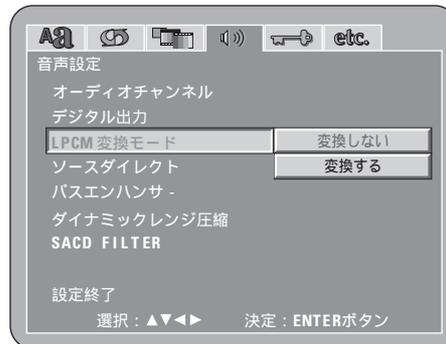 Aa etc.
音声設定
オーディオチャンネル
デジタル出力
LPCM 変換モード 変換しない
ソースダイレクト 変換する
バスエンハンサ -
ダイナミックレンジ圧縮
SACD FILTER
設定終了
選択：▲▼◀▶ 決定：ENTERボタン